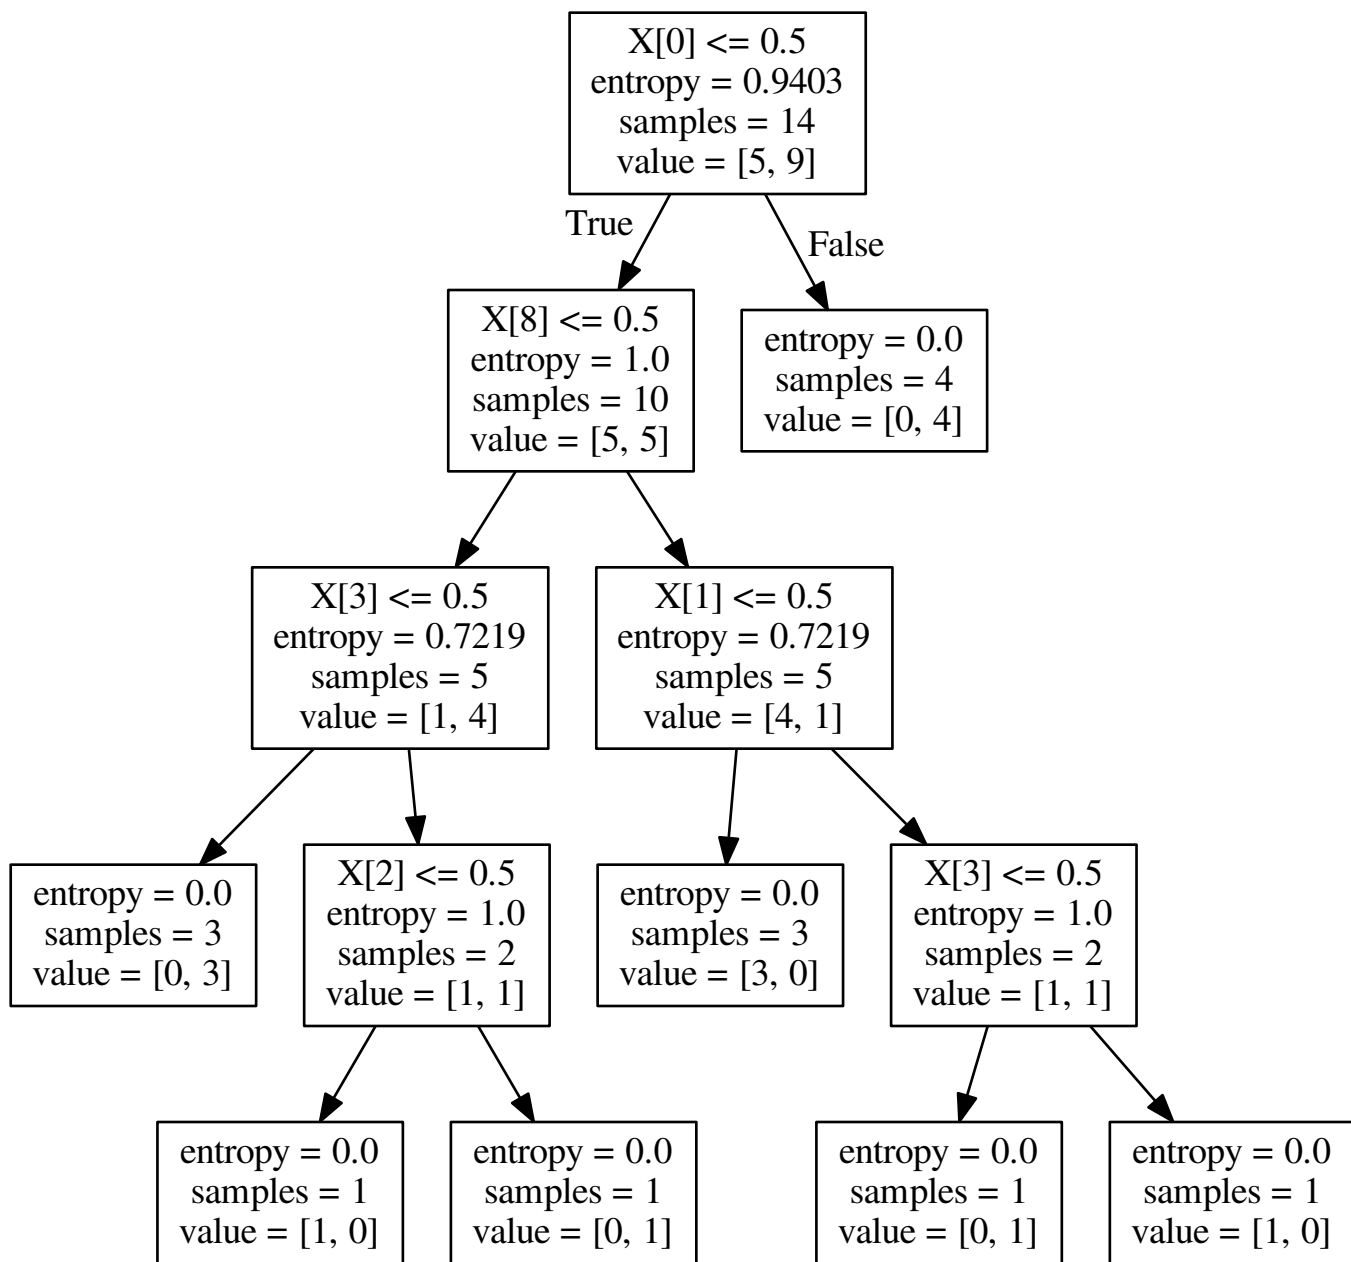 X[0] <= 0.5
entropy = 0.9403
samples = 14
value = [5, 9]
True
False
X[8] <= 0.5
entropy = 1.0
samples = 10
value = [5, 5]
entropy = 0.0
samples = 4
value = [0, 4]
X[3] <= 0.5
entropy = 0.7219
samples = 5
value = [1, 4]
X[1] <= 0.5
entropy = 0.7219
samples = 5
value = [4, 1]
entropy = 0.0
samples = 3
value = [0, 3]
X[2] <= 0.5
entropy = 1.0
samples = 2
value = [1, 1]
entropy = 0.0
samples = 3
value = [3, 0]
X[3] <= 0.5
entropy = 1.0
samples = 2
value = [1, 1]
entropy = 0.0
samples = 1
value = [1, 0]
entropy = 0.0
samples = 1
value = [0, 1]
entropy = 0.0
samples = 1
value = [0, 1]
entropy = 0.0
samples = 1
value = [1, 0]